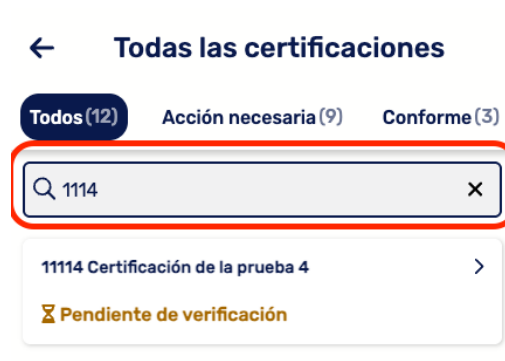 Todas las certificaciones
Todos (12) Acción necesaria (9) Conforme (3)
1114
11114 Certificación de la prueba 4
Pendiente de verificación